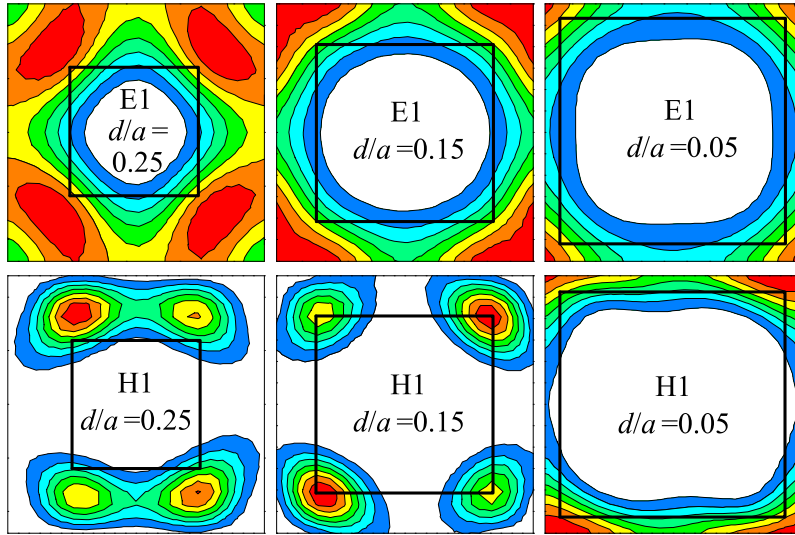 E1
d/a =
0.25
E1
d/a =0.15
E1
d/a =0.05
H1
d/a =0.25
H1
d/a =0.15
H1
d/a =0.05